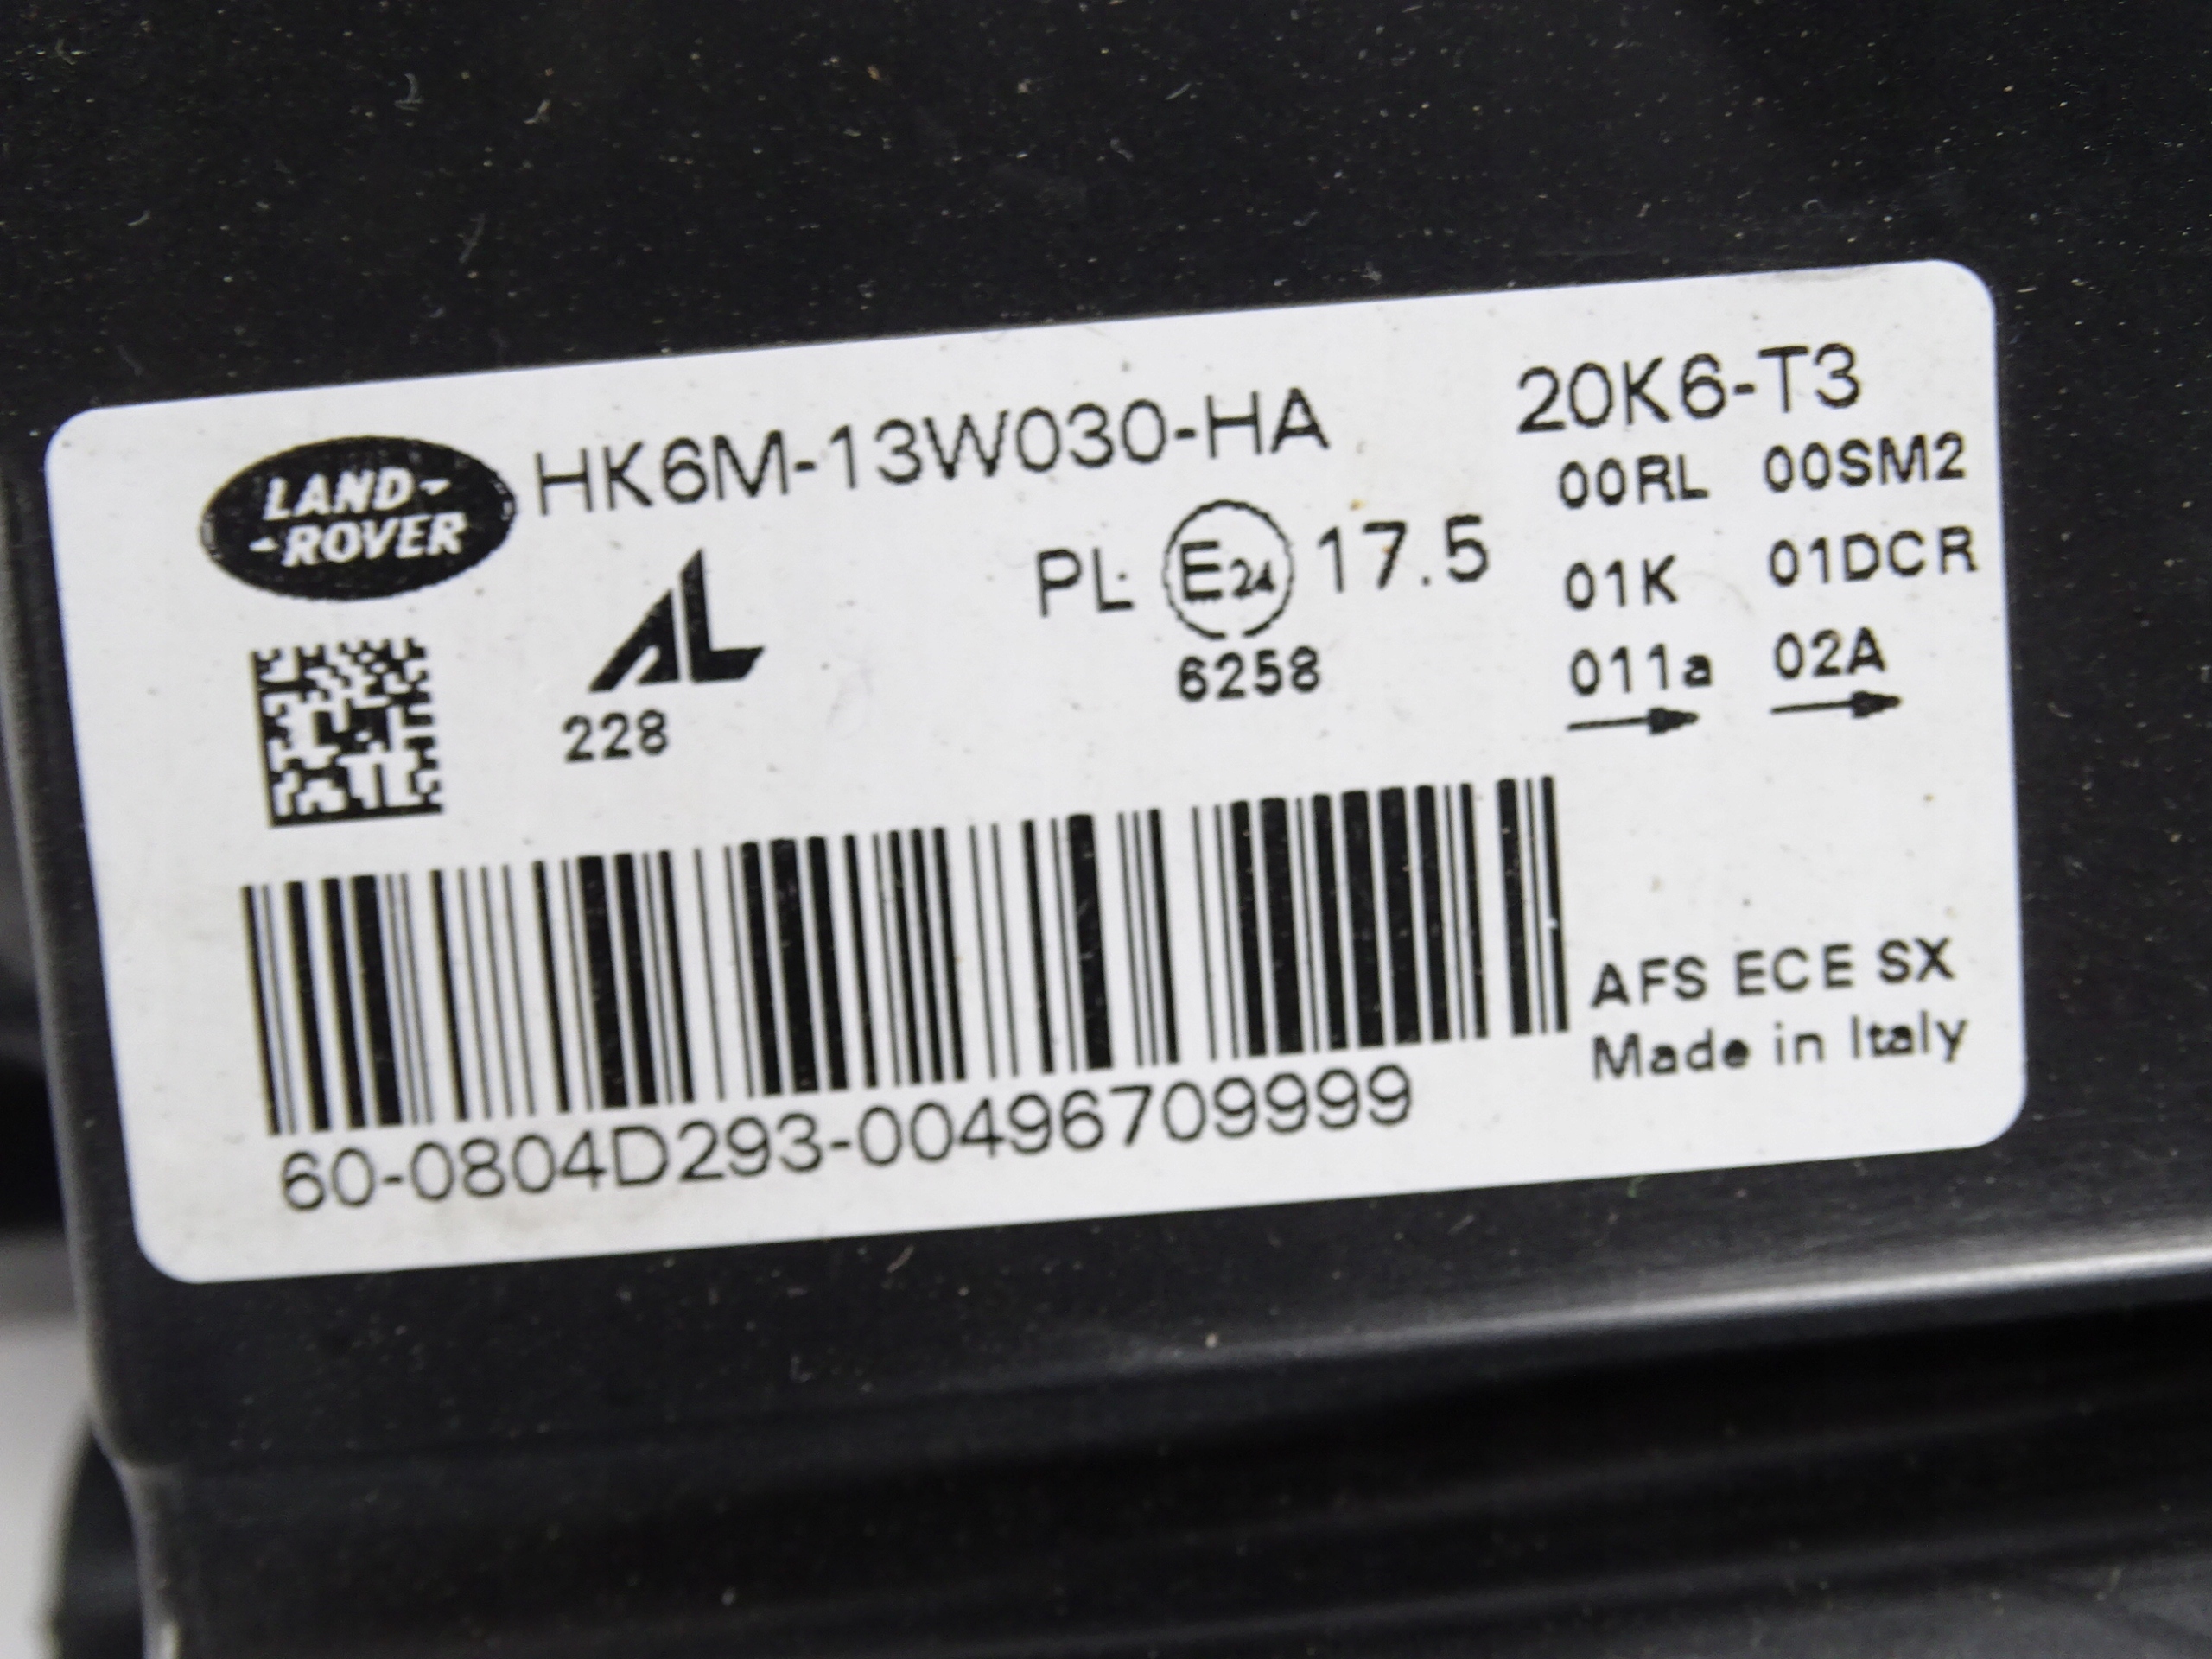 LAND-
-ROVER
HK6M-13W030-HA
20K6-T3
00RL 00SM2
PL E24 17.5
6258
01K 01DCR
011a 02A
AL
228
60-0804D293-00496709999
AFS ECE SX
Made in Italy